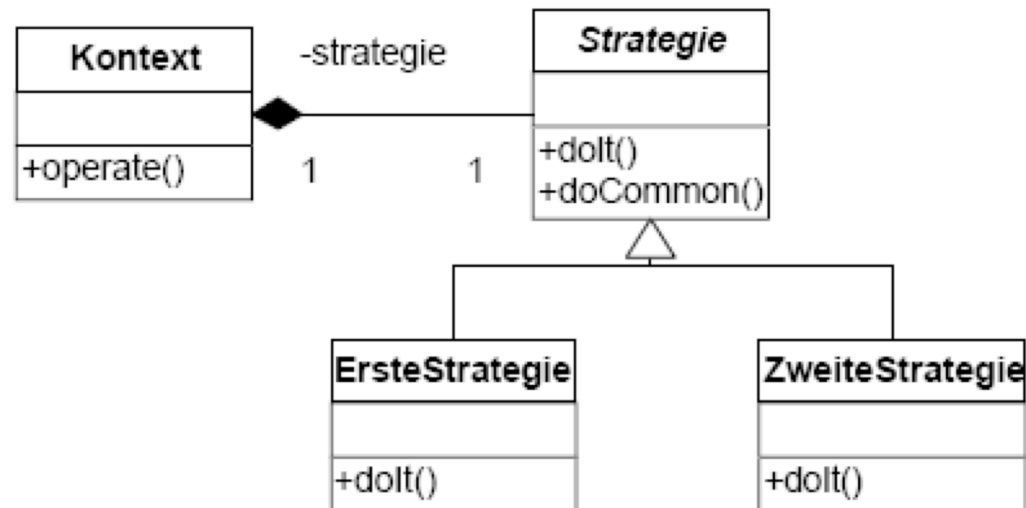 Kontext
-strategie
Strategie
+operate()
1
1
+doIt()
+doCommon()
ErsteStrategie
ZweiteStrategie
+doIt()
+doIt()